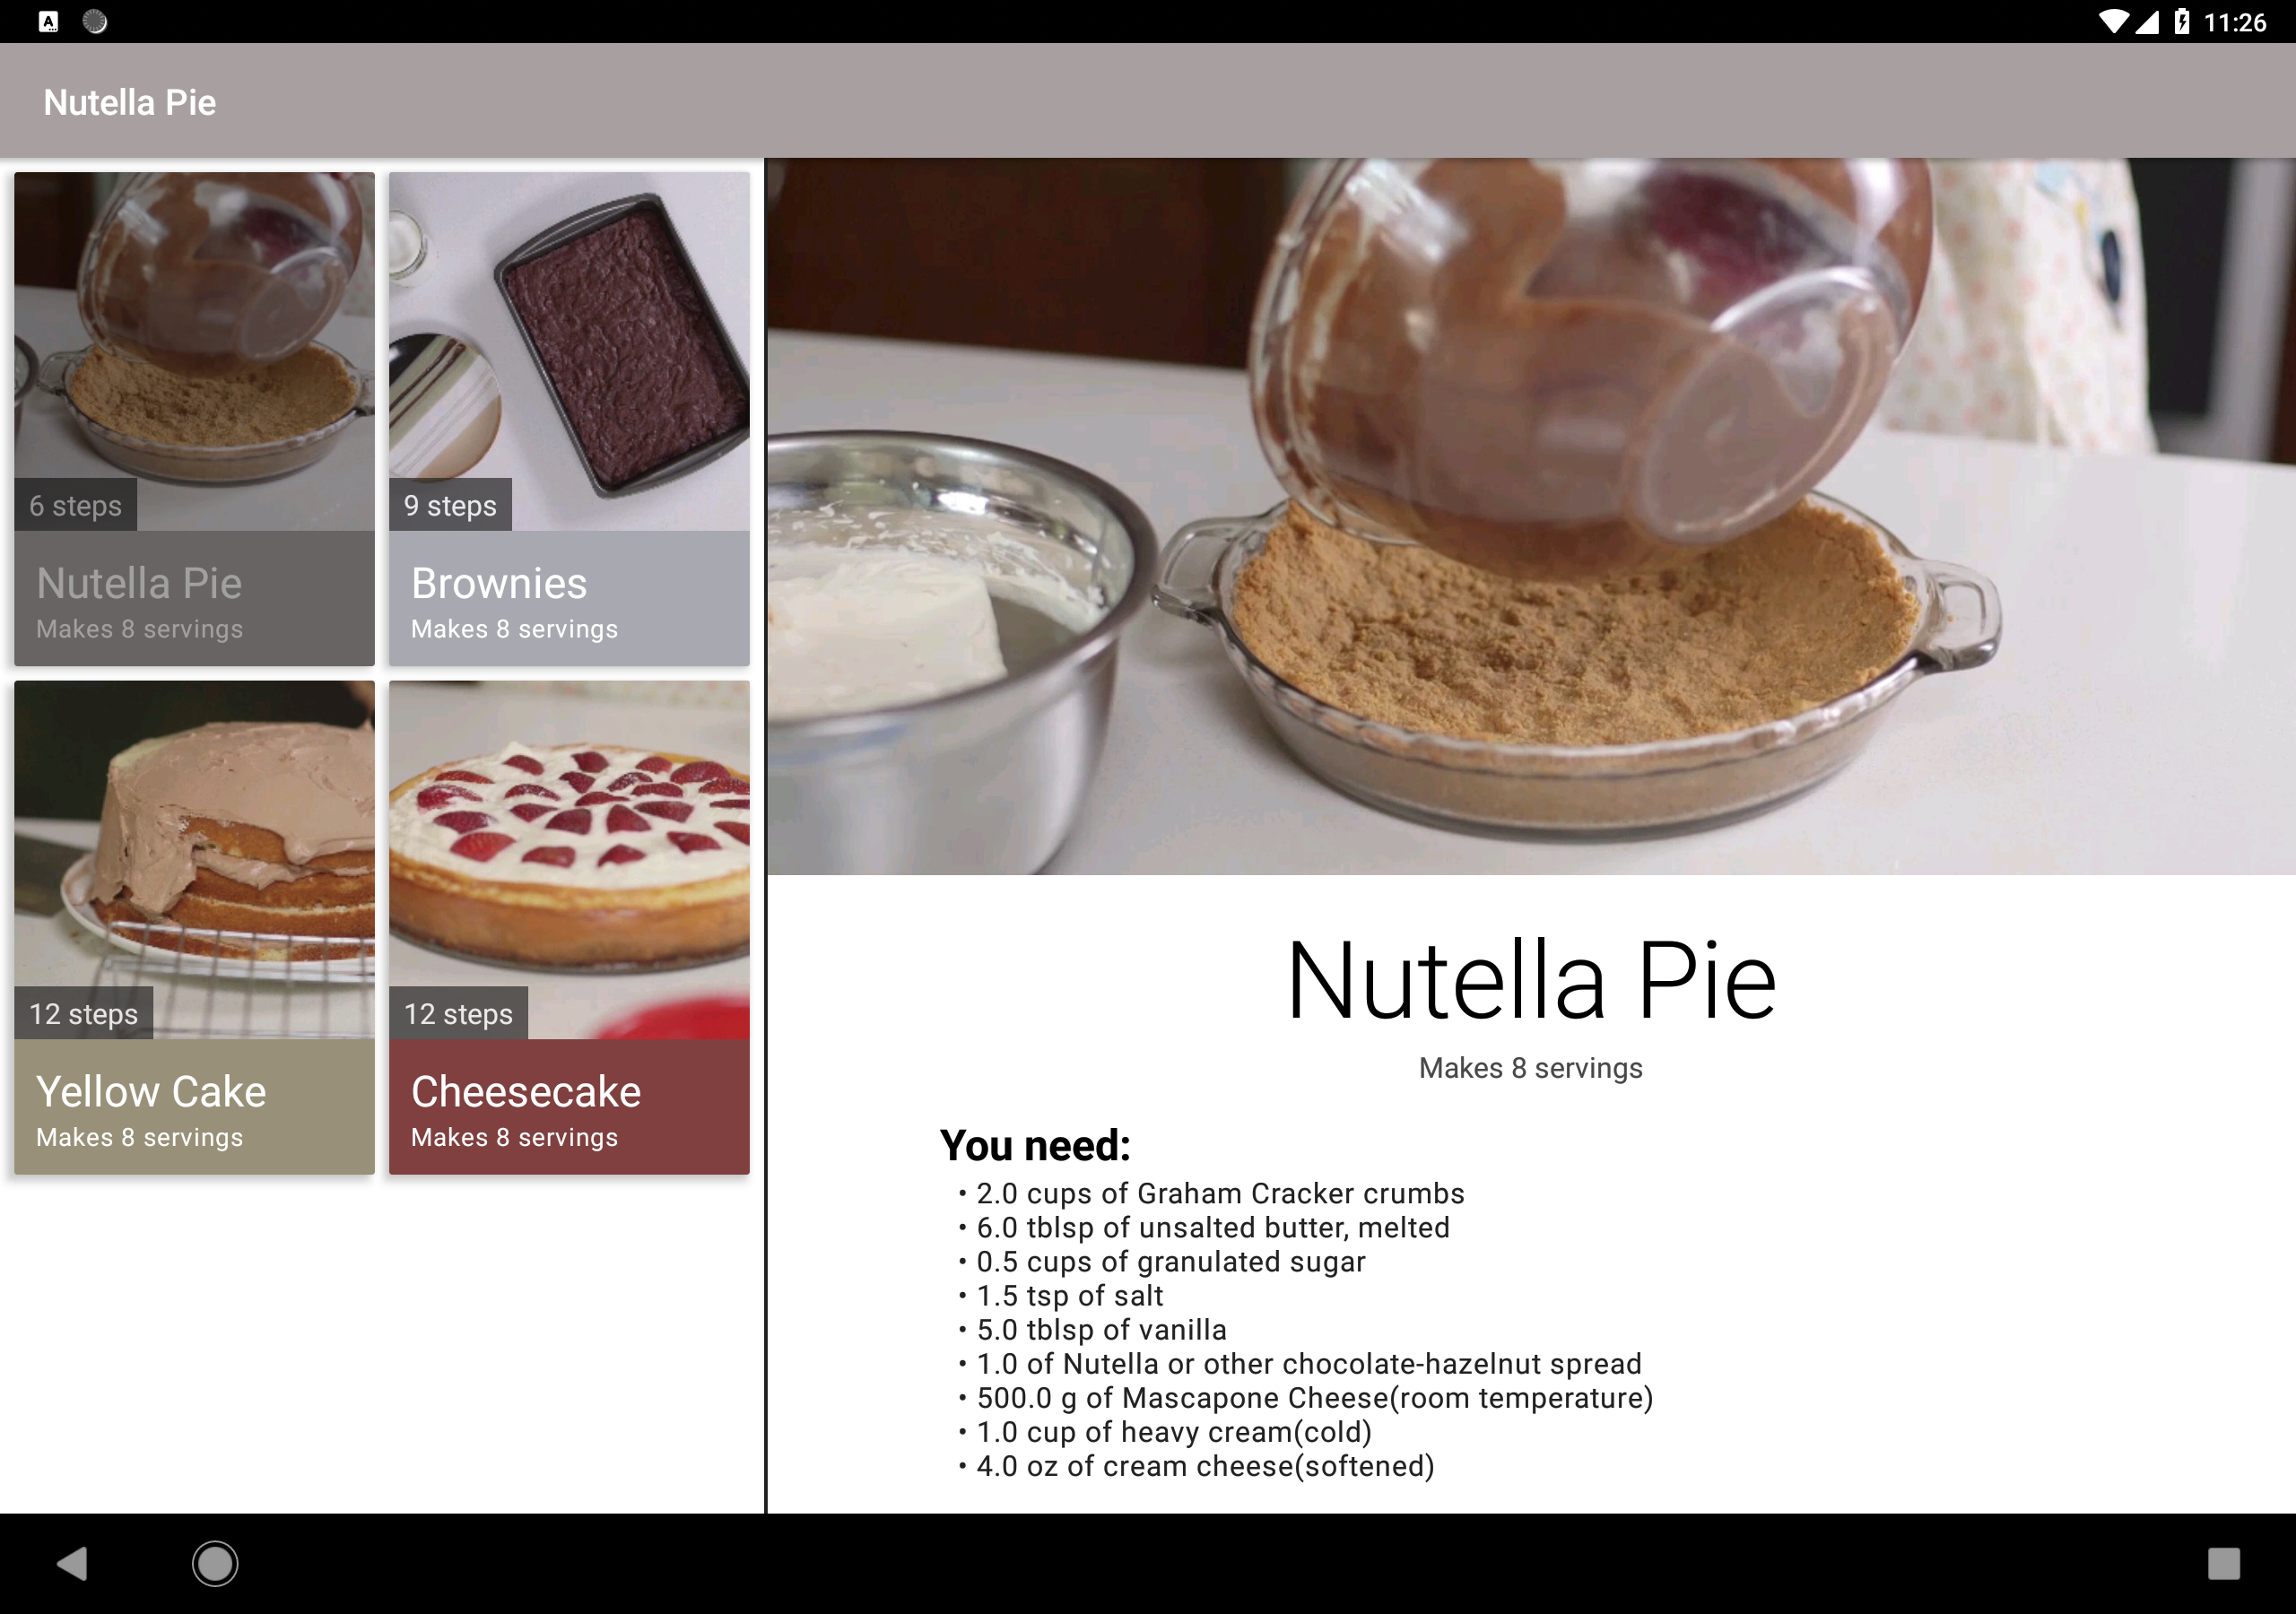 A
11:26
Nutella Pie
6 steps
Nutella Pie
Makes 8 servings
9 steps
Brownies
Makes 8 servings
12 steps
Yellow Cake
Makes 8 servings
12 steps
Cheesecake
Makes 8 servings
Nutella Pie
Makes 8 servings
You need:
• 2.0 cups of Graham Cracker crumbs
• 6.0 tblsp of unsalted butter, melted
• 0.5 cups of granulated sugar
• 1.5 tsp of salt
• 5.0 tblsp of vanilla
• 1.0 of Nutella or other chocolate-hazelnut spread
• 500.0 g of Mascapone Cheese(room temperature)
• 1.0 cup of heavy cream(cold)
• 4.0 oz of cream cheese(softened)